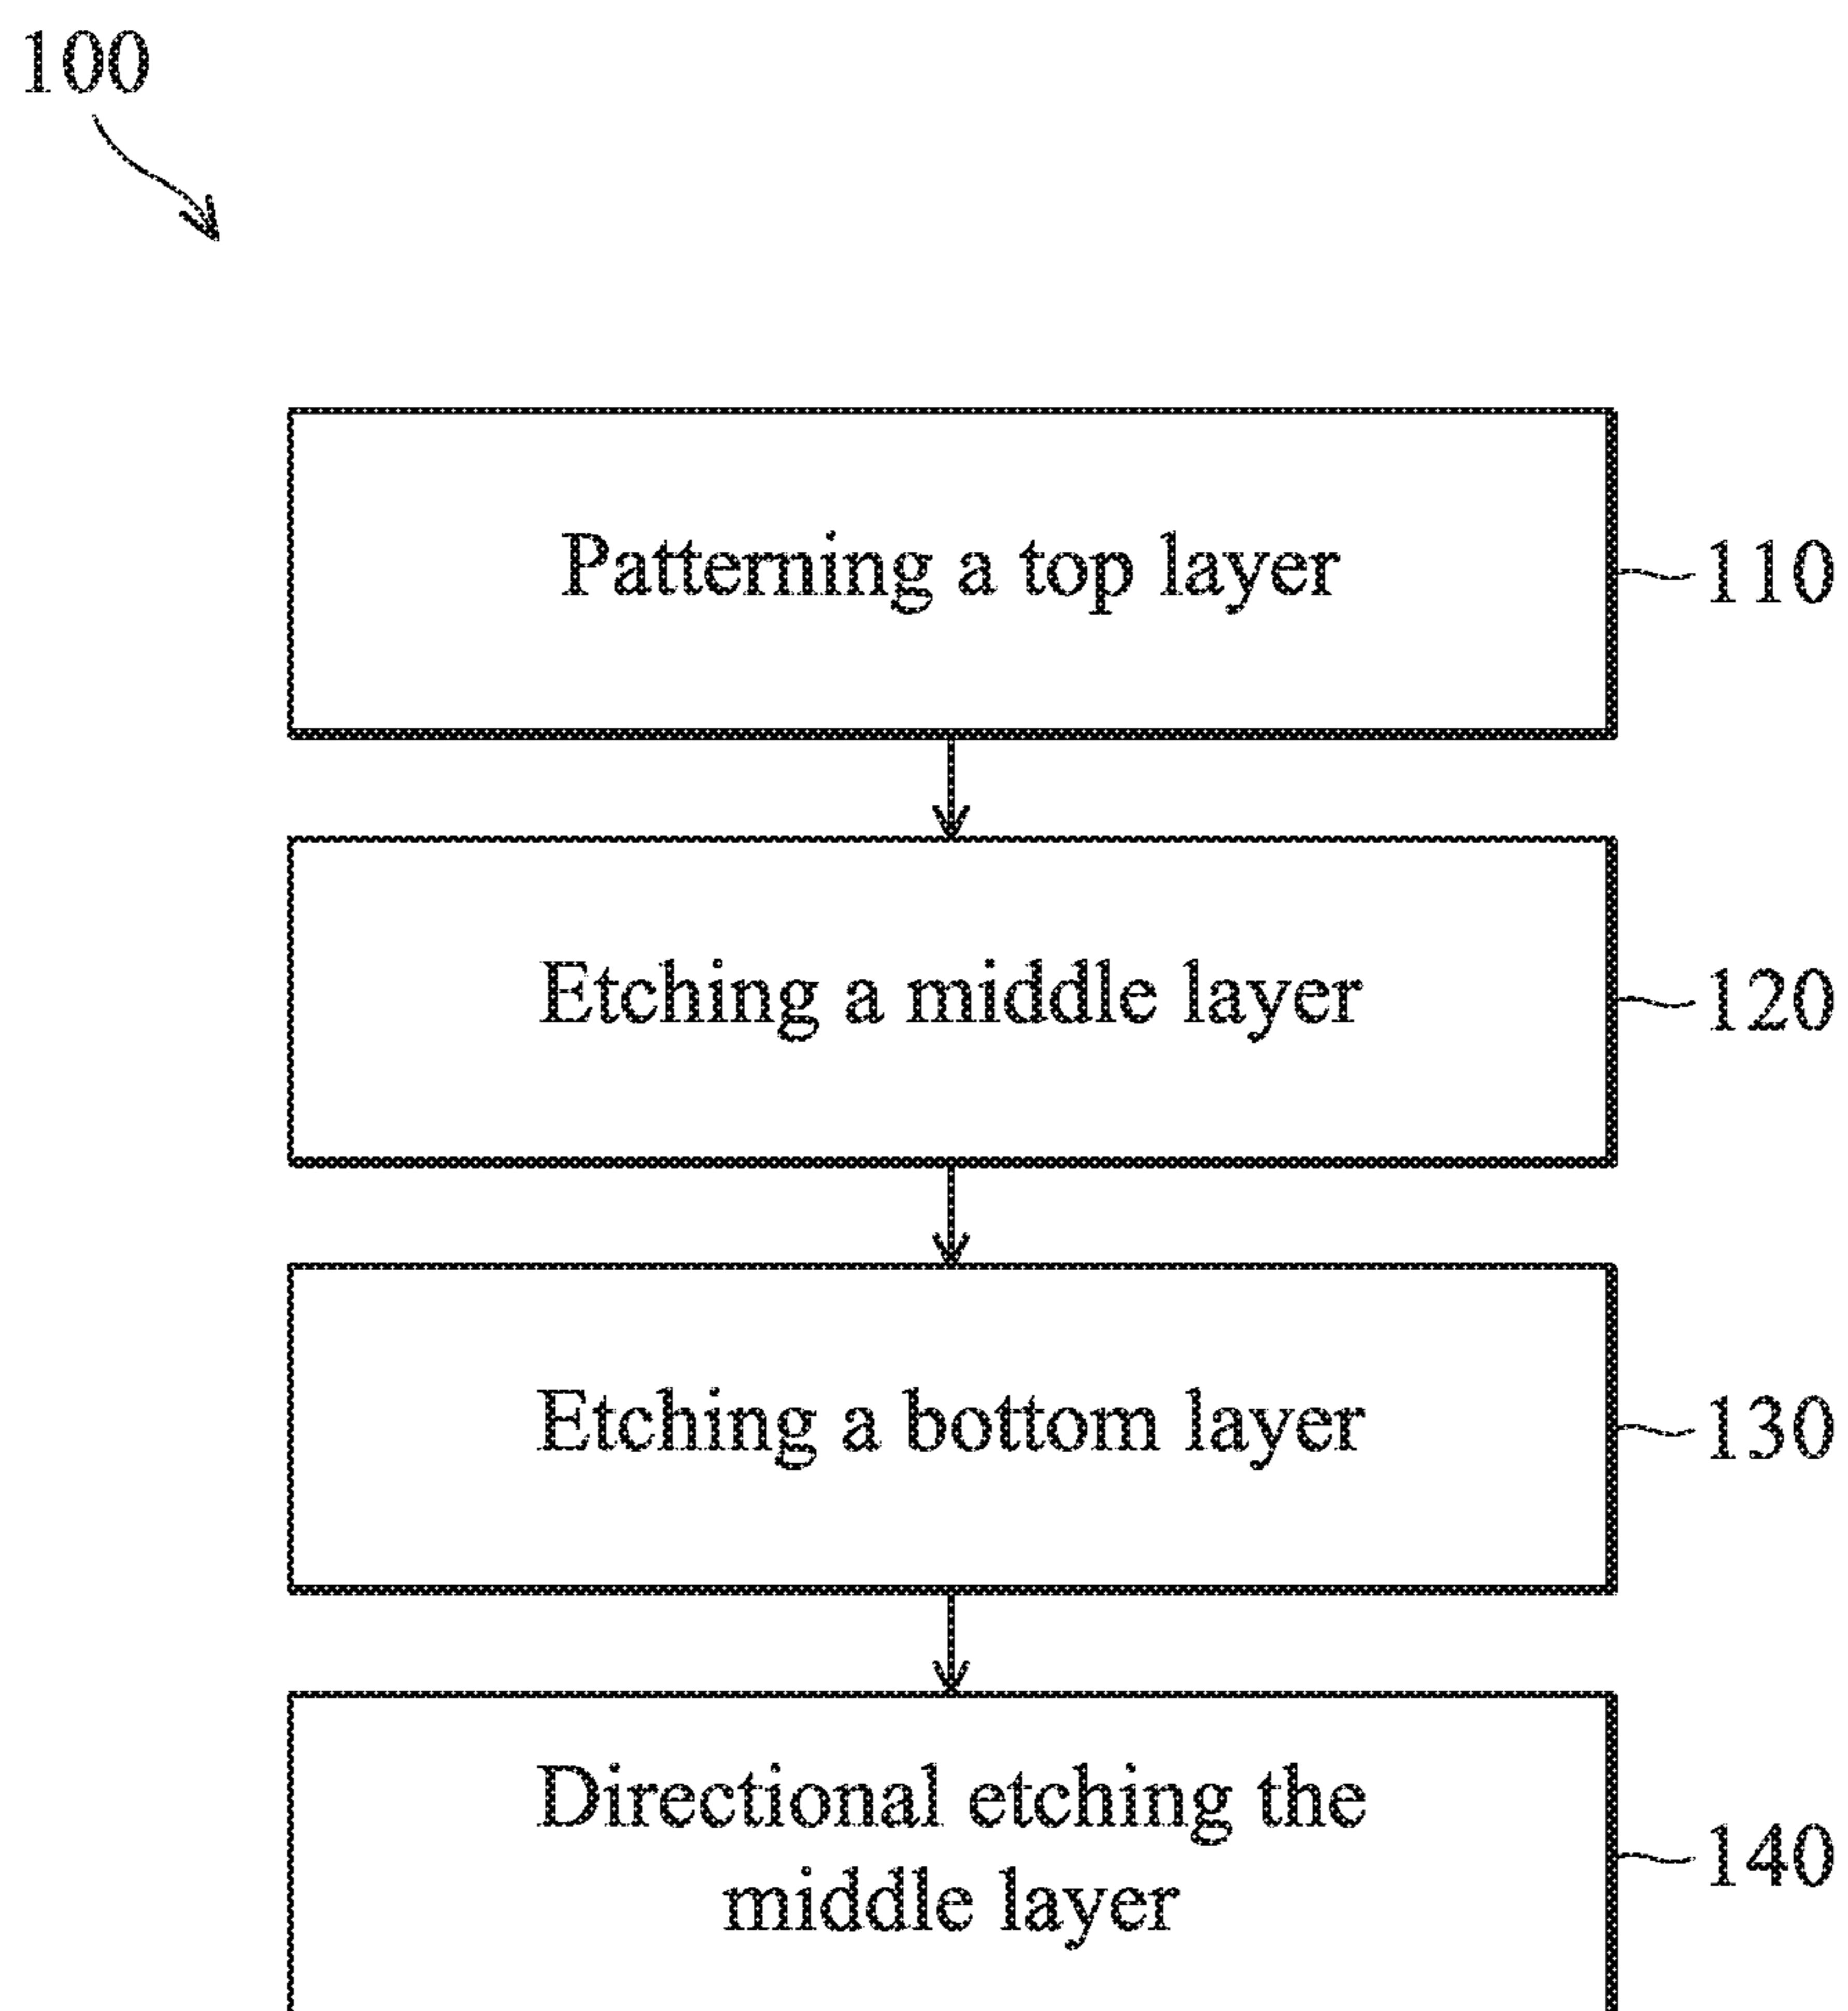 100
Patterning a top layer
110
Etching a middle layer
120
Etching a bottom layer
130
Directional etching the
middle layer
140